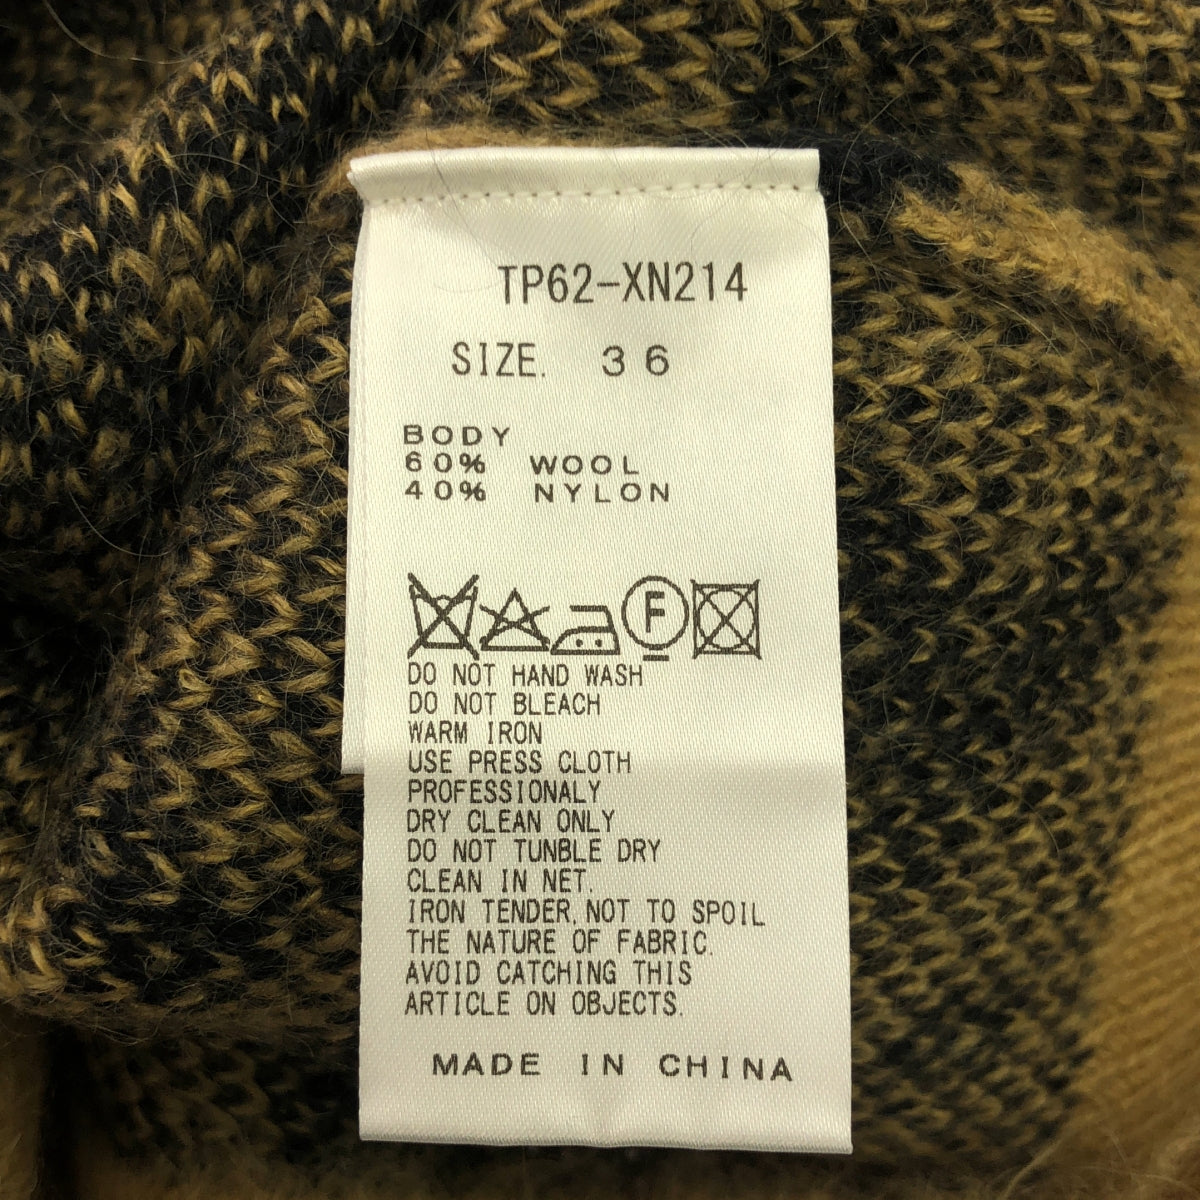 TP62-XN214
SIZE. 36
BODY
60% WOOL
40% NYLON
F
DO NOT HAND WASH
DO NOT BLEACH
WARM IRON
USE PRESS CLOTH
PROFESSIONALY
DRY CLEAN ONLY
DO NOT TUNBLE DRY
CLEAN IN NET.
IRON TENDER, NOT TO SPOIL
THE NATURE OF FABRIC.
AVOID CATCHING THIS
ARTICLE ON OBJECTS.
MADE IN CHINA